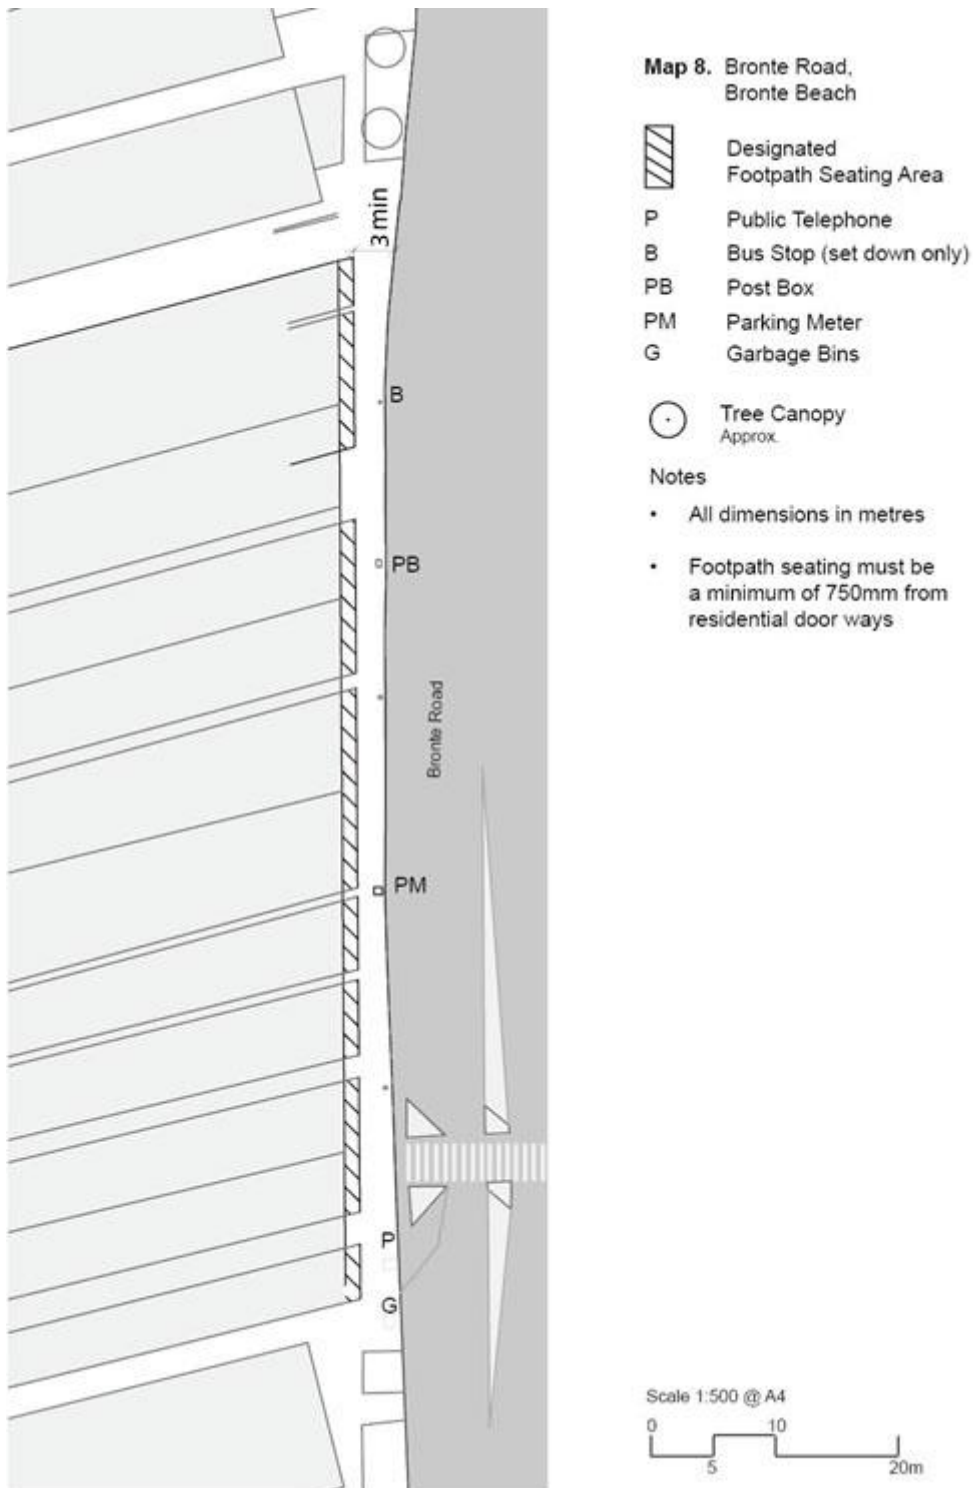 Map 8. Bronte Road,
Bronte Beach
Designated
Footpath Seating Area
P Public Telephone
B Bus Stop (set down only)
PB Post Box
PM Parking Meter
G Garbage Bins
Tree Canopy
Approx.
Notes
• All dimensions in metres
• Footpath seating must be
a minimum of 750mm from
residential door ways
3 min
B
PB
Bronte Road
PM
P
G
Scale 1:500 @ A4
0 10
5 20m